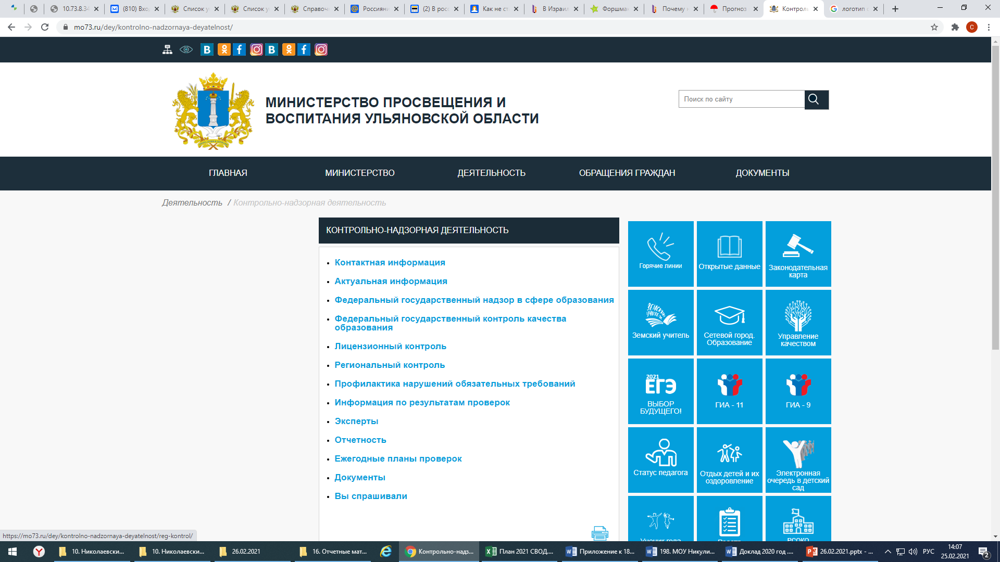 10.73.8.34
(810) Вхо
Список у
Список у
Справоч
Россиян
(2) В рос
Как не ст
В Израил
Форшма
Почему
Прогноз
Контрол
логотип
mo73.ru/dey/kontrolno-nadzornaya-deyatelnost/
МИНИСТЕРСТВО ПРОСВЕЩЕНИЯ И
ВОСПИТАНИЯ УЛЬЯНОВСКОЙ ОБЛАСТИ
Поиск по сайту
ГЛАВНАЯ
МИНИСТЕРСТВО
ДЕЯТЕЛЬНОСТЬ
ОБРАЩЕНИЯ ГРАЖДАН
ДОКУМЕНТЫ
Деятельность / Контрольно-надзорная деятельность
КОНТРОЛЬНО-НАДЗОРНАЯ ДЕЯТЕЛЬНОСТЬ
Контактная информация
Актуальная информация
Федеральный государственный надзор в сфере образования
Федеральный государственный контроль качества
образования
Лицензионный контроль
Региональный контроль
Профилактика нарушений обязательных требований
Информация по результатам проверок
Эксперты
Отчетность
Ежегодные планы проверок
Документы
Вы спрашивали
Горячие линии
Открытые данные
Законодательная
карта
ЗЕМСКИЙ
УЧИТЕЛЬ
Земский учитель
Сетевой город.
Образование
Управление
качеством
2021
ЕГЭ
ВЫБОР
БУДУЩЕГО!
ГИА - 11
ГИА - 9
Статус педагога
Отдых детей и их
оздоровление
Электронная
очередь в детский
сад
Ученик года
Реестр
РСОКО
https://mo73.ru/dey/kontrolno-nadzornaya-deyatelnost/reg-kontrol/
10. Николаевски...
10. Николаевски...
26.02.2021
16. Отчетные мат...
Контрольно-надз...
План 2021 СВОД....
Приложение к 18...
198. МОУ Никули...
Доклад 2020 год ....
26.02.2021.pptx - ...
РУС
14:07
25.02.2021
2